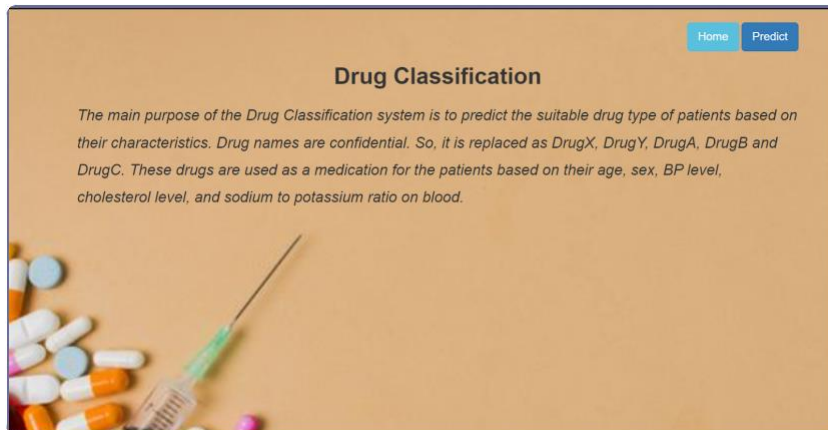 Home Predict
Drug Classification
The main purpose of the Drug Classification system is to predict the suitable drug type of patients based on
their characteristics. Drug names are confidential. So, it is replaced as DrugX, DrugY, DrugA, DrugB and
DrugC. These drugs are used as a medication for the patients based on their age, sex, BP level,
cholesterol level, and sodium to potassium ratio on blood.